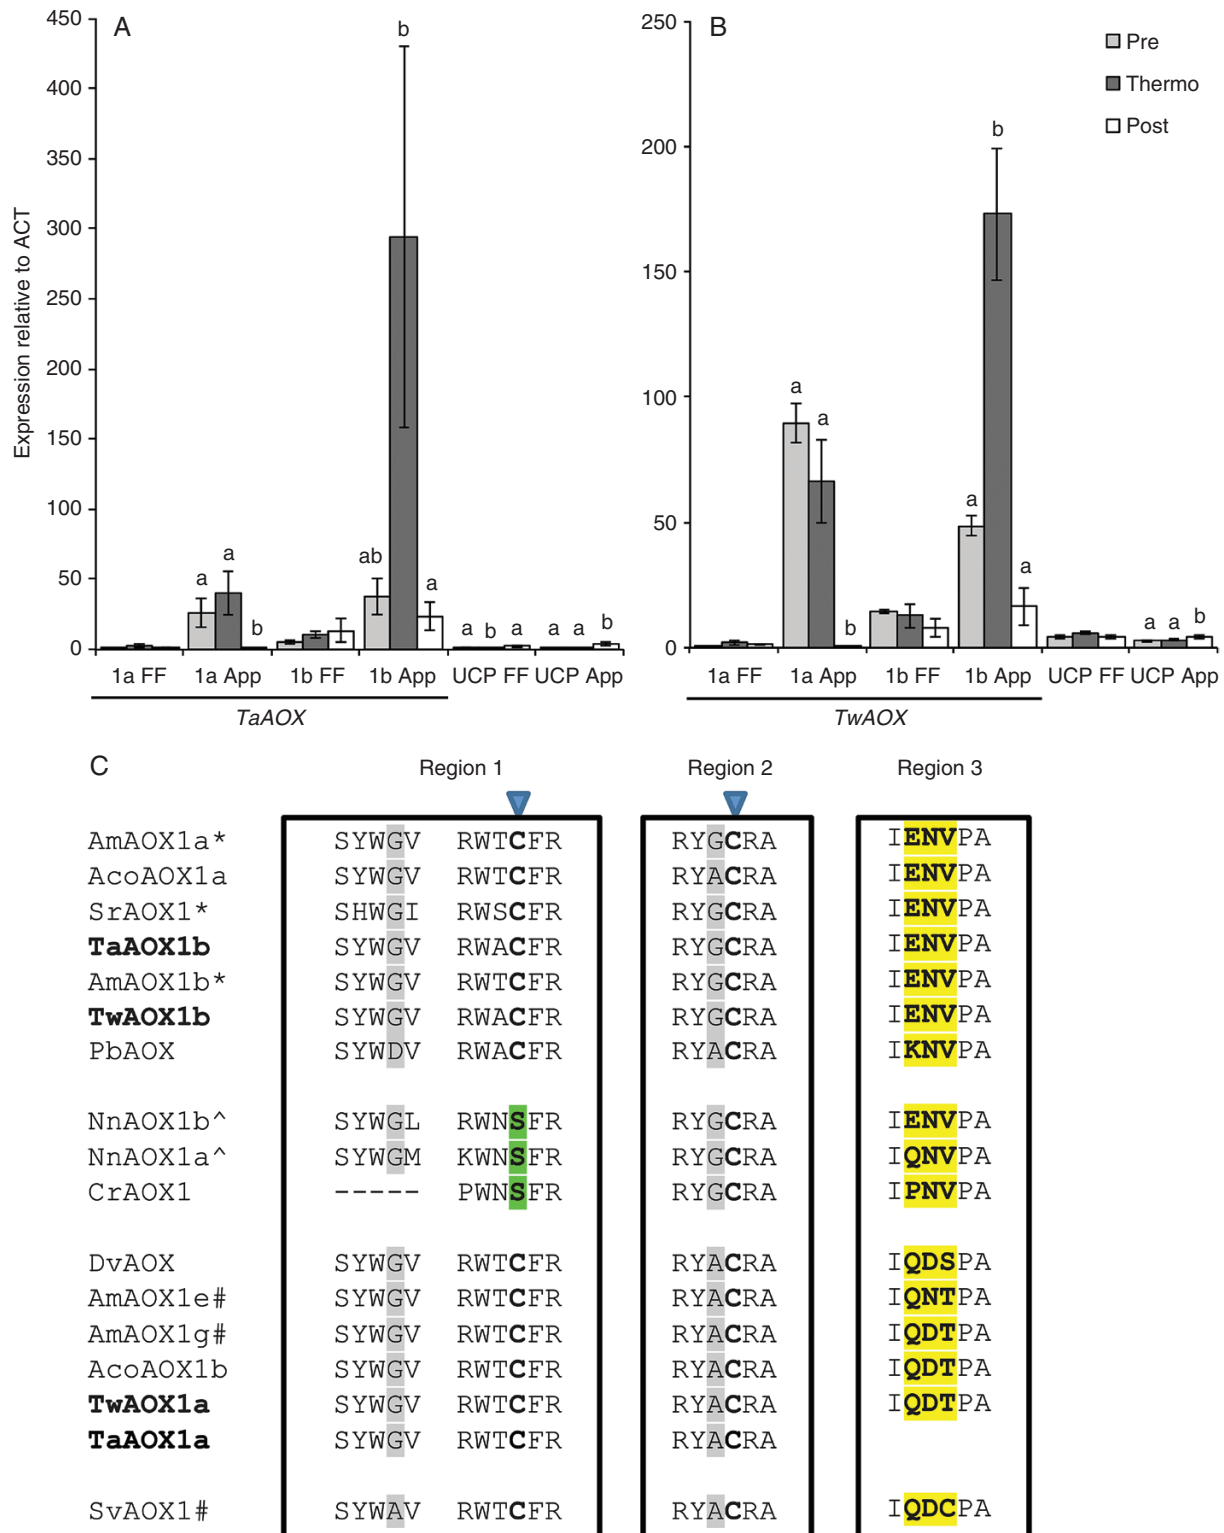 A
B
450
400
350
300
250
200
150
100
50
0
Expression relative to ACT
a
a
b
ab
b
a
a
b
a
a
a
b
1a FF
1a App
1b FF
1b App
UCP FF
UCP App
TaAOX
250
200
150
100
50
0
Pre
Thermo
Post
a
a
b
a
b
a
a
a
b
1a FF
1a App
1b FF
1b App
UCP FF
UCP App
TwAOX
C
Region 1 Region 2 Region 3
AmAOX1a* SYWGV RWTCFR RYGCRA IENVPA
AcoAOX1a SYWGV RWTCFR RYACRA IENVPA
SrAOX1* SHWGI RWSCFR RYGCRA IENVPA
TaAOX1b SYWGV RWACFR RYGCRA IENVPA
AmAOX1b* SYWGV RWTCFR RYGCRA IENVPA
TwAOX1b SYWGV RWACFR RYGCRA IENVPA
PbAOX SYWDV RWACFR RYACRA IKNVPA
NnAOX1b^ SYWGL RWNSFR RYGCRA IENVPA
NnAOX1a^ SYWGM KWNSFR RYGCRA IQNVPA
CrAOX1 ----- PWNSFR RYGCRA IPNVPA
DvAOX SYWGV RWTCFR RYACRA IQDSPA
AmAOX1e# SYWGV RWTCFR RYACRA IQNTPA
AmAOX1g# SYWGV RWTCFR RYACRA IQDTPA
AcoAOX1b SYWGV RWTCFR RYACRA IQDTPA
TwAOX1a SYWGV RWTCFR RYACRA IQDTPA
TaAOX1a SYWGV RWTCFR RYACRA
SvAOX1# SYWAV RWTCFR RYACRA IQDCPA